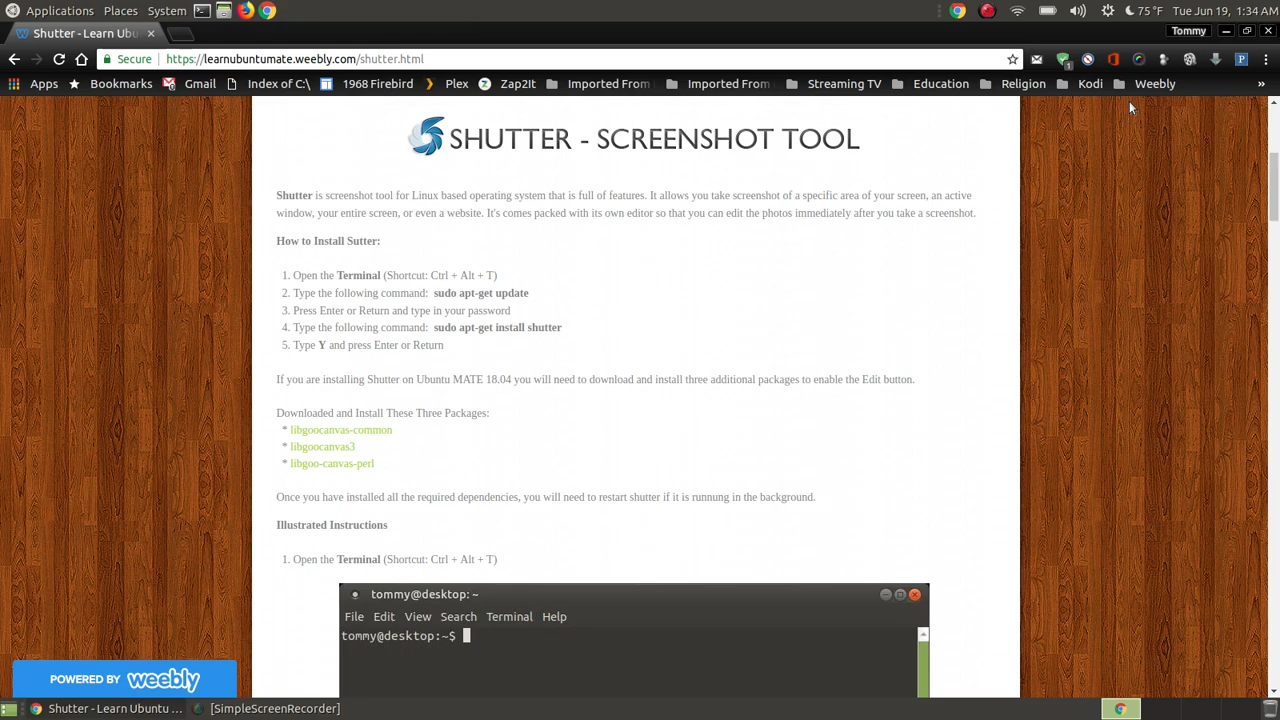 Applications Places System 75 °F Tue Jun 19, 1:34 AM
Shutter - Learn Ubu Tommy
Secure https://learnubuntumate.weebly.com/shutter.html
Apps Bookmarks Gmail Index of C:\ 1968 Firebird Plex Zap2It Imported From Imported From Streaming TV Education Religion Kodi Weebly »
SHUTTER - SCREENSHOT TOOL
Shutter is screenshot tool for Linux based operating system that is full of features. It allows you take screenshot of a specific area of your screen, an active
window, your entire screen, or even a website. It's comes packed with its own editor so that you can edit the photos immediately after you take a screenshot.
How to Install Sutter:
1. Open the Terminal (Shortcut: Ctrl + Alt + T)
2. Type the following command: sudo apt-get update
3. Press Enter or Return and type in your password
4. Type the following command: sudo apt-get install shutter
5. Type Y and press Enter or Return
If you are installing Shutter on Ubuntu MATE 18.04 you will need to download and install three additional packages to enable the Edit button.
Downloaded and Install These Three Packages:
* libgoocanvas-common
* libgoocanvas3
* libgoo-canvas-perl
Once you have installed all the required dependencies, you will need to restart shutter if it is runnung in the background.
Illustrated Instructions
1. Open the Terminal (Shortcut: Ctrl + Alt + T)
tommy@desktop: ~
File Edit View Search Terminal Help
tommy@desktop:~$
POWERED BY weebly
Shutter - Learn Ubuntu ... [SimpleScreenRecorder]